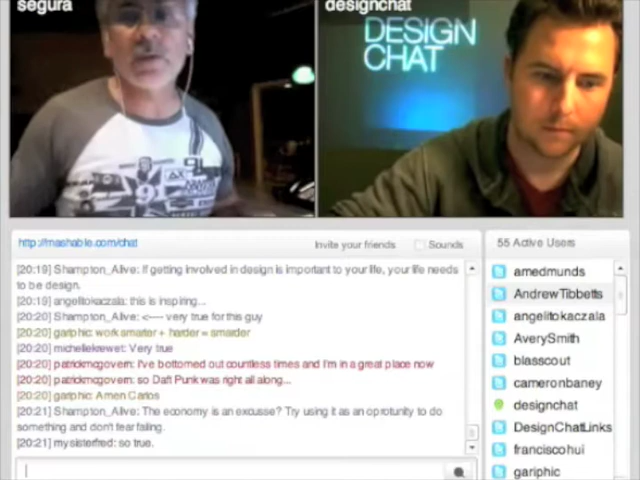 segura
designchat
DESIGN
CHAT
91
http://mashable.com/chat
Invite your friends
Sounds
55 Active Users
[20:19] Shampton_Alive: If getting involved in design is important to your life, your life needs
to be design.
[20:19] angelitokaczala: this is inspiring...
[20:20] Shampton_Alive: <---- very true for this guy
[20:20] gariphic: work smarter + harder = smarder
[20:20] michellekrewet: Very true
[20:20] patrickmcgovern: I've bottomed out countless times and I'm in a great place now
[20:20] patrickmcgovern: so Daft Punk was right all along...
[20:20] gariphic: Amen Carlos
[20:21] Shampton_Alive: The economy is an excusse? Try using it as an oprotunity to do
something and don't fear failing.
[20:21] mysisterfred: so true.
amedmunds
AndrewTibbetts
angelitokaczala
AverySmith
blasscout
cameronbaney
designchat
DesignChatLinks
franciscohui
gariphic